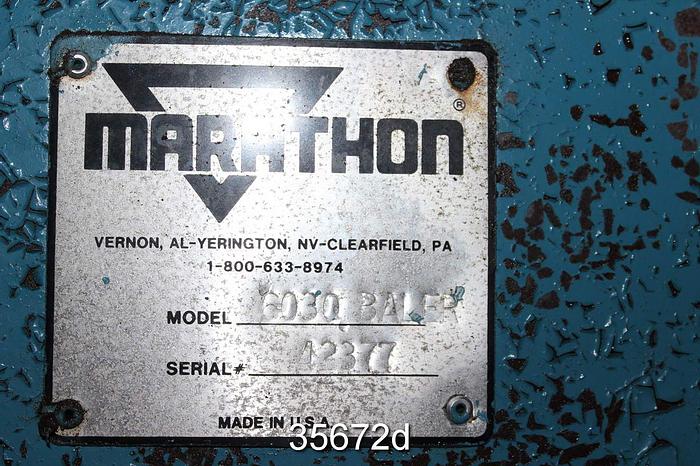 MARATHON®
VERNON, AL-YERINGTON, NV-CLEARFIELD, PA
1-800-633-8974
MODEL 6030 BALER
SERIAL# 42377
MADE IN U.S.A.
35672d